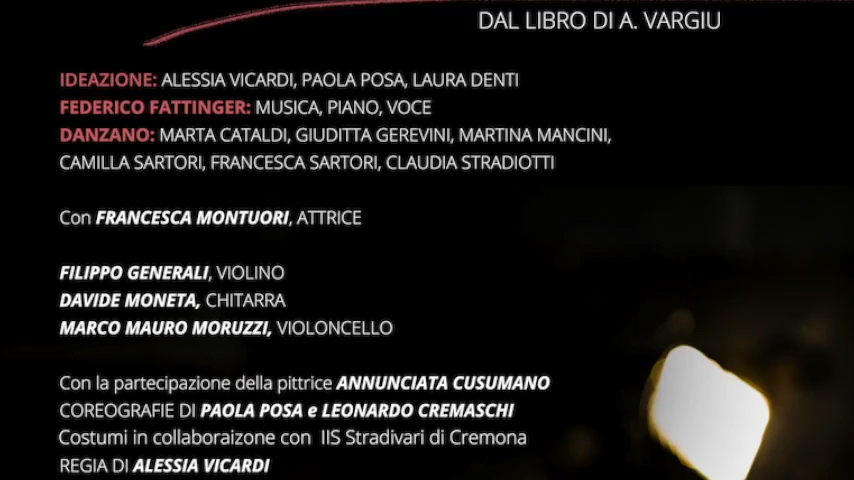 DAL LIBRO DI A. VARGIU
IDEAZIONE: ALESSIA VICARDI, PAOLA POSA, LAURA DENTI
FEDERICO FATTINGER: MUSICA, PIANO, VOCE
DANZANO: MARTA CATALDI, GIUDITTA GEREVINI, MARTINA MANCINI,
CAMILLA SARTORI, FRANCESCA SARTORI, CLAUDIA STRADIOTTI
Con FRANCESCA MONTUORI, ATTRICE
FILIPPO GENERALI, VIOLINO
DAVIDE MONETA, CHITARRA
MARCO MAURO MORUZZI, VIOLONCELLO
Con la partecipazione della pittrice ANNUNCIATA CUSUMANO
COREOGRAFIE DI PAOLA POSA e LEONARDO CREMASCHI
Costumi in collaboraizone con IIS Stradivari di Cremona
REGIA DI ALESSIA VICARDI